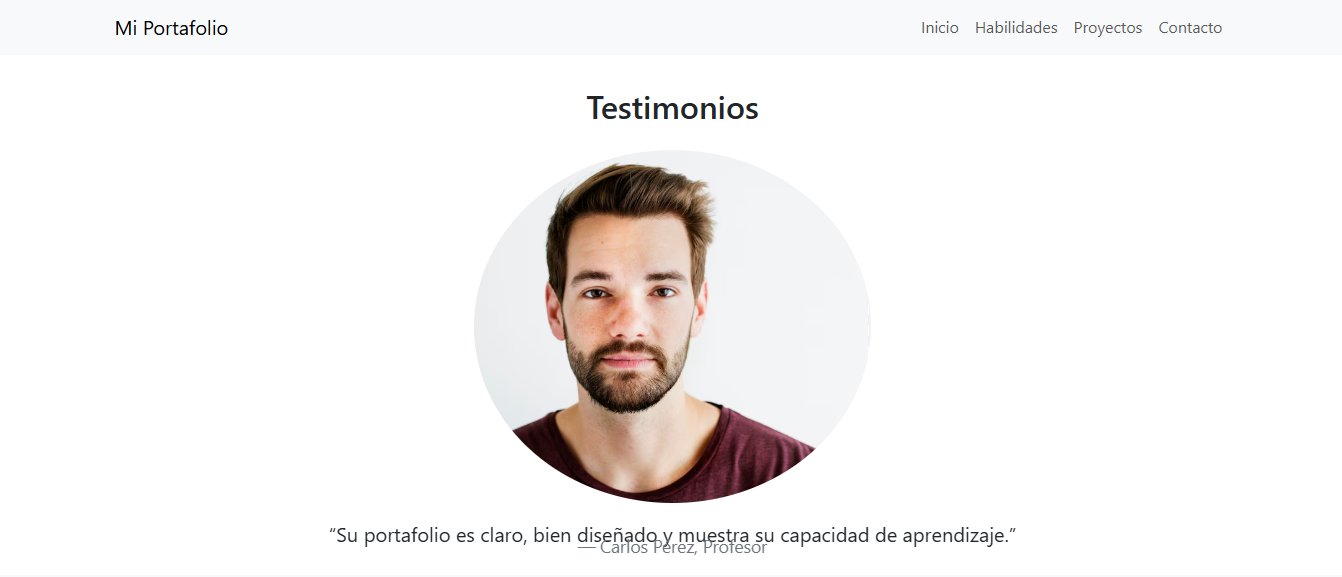 Mi Portafolio
Inicio Habilidades Proyectos Contacto
Testimonios
“Su portafolio es claro, bien diseñado y muestra su capacidad de aprendizaje.”
— Carlos Pérez, Profesor